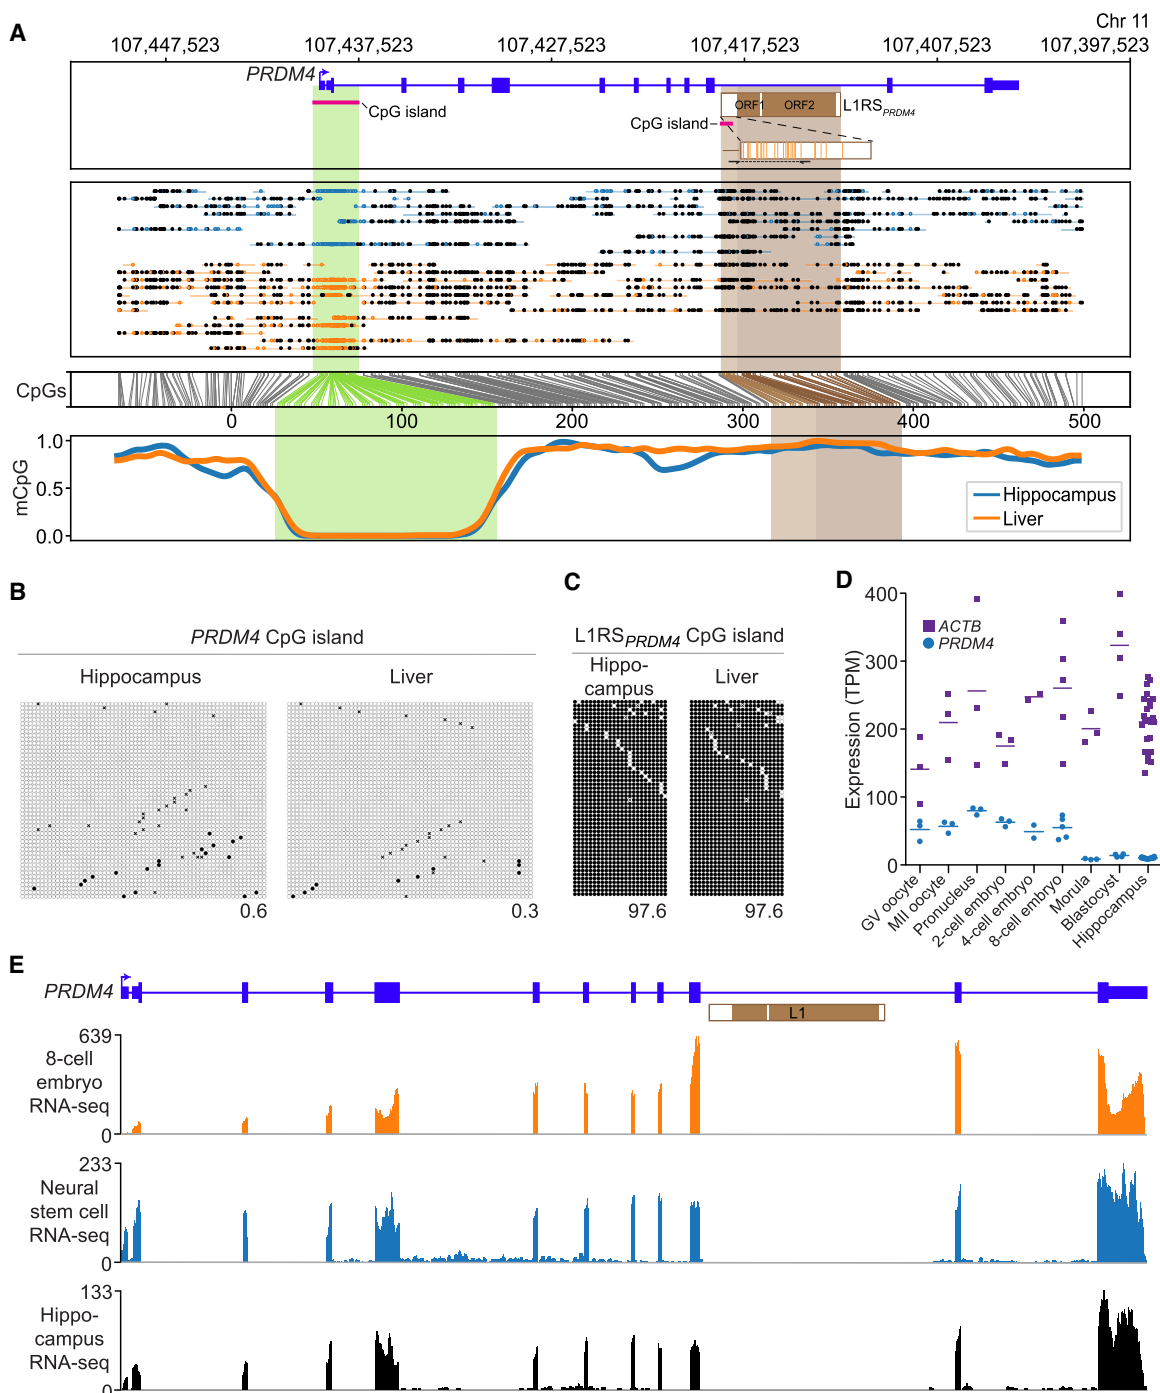 A
Chr 11
107,447,523 107,437,523 107,427,523 107,417,523 107,407,523 107,397,523
PRDM4
CpG island
ORF1 ORF2 L1RS PRDM4
CpG island
CpGs
0 100 200 300 400 500
mCpG
1.0
0.5
0.0
Hippocampus
Liver
B
PRDM4 CpG island
Hippocampus Liver
0.6 0.3
C
L1RS PRDM4 CpG island
Hippo-
campus
Liver
97.6 97.6
D
Expression (TPM)
400
300
200
100
0
ACTB
PRDM4
GV oocyte
MII oocyte
Pronucleus
2-cell embryo
4-cell embryo
8-cell embryo
Morula
Blastocyst
Hippocampus
E
PRDM4
L1
639
8-cell
embryo
RNA-seq
0
233
Neural
stem cell
RNA-seq
0
133
Hippo-
campus
RNA-seq
0